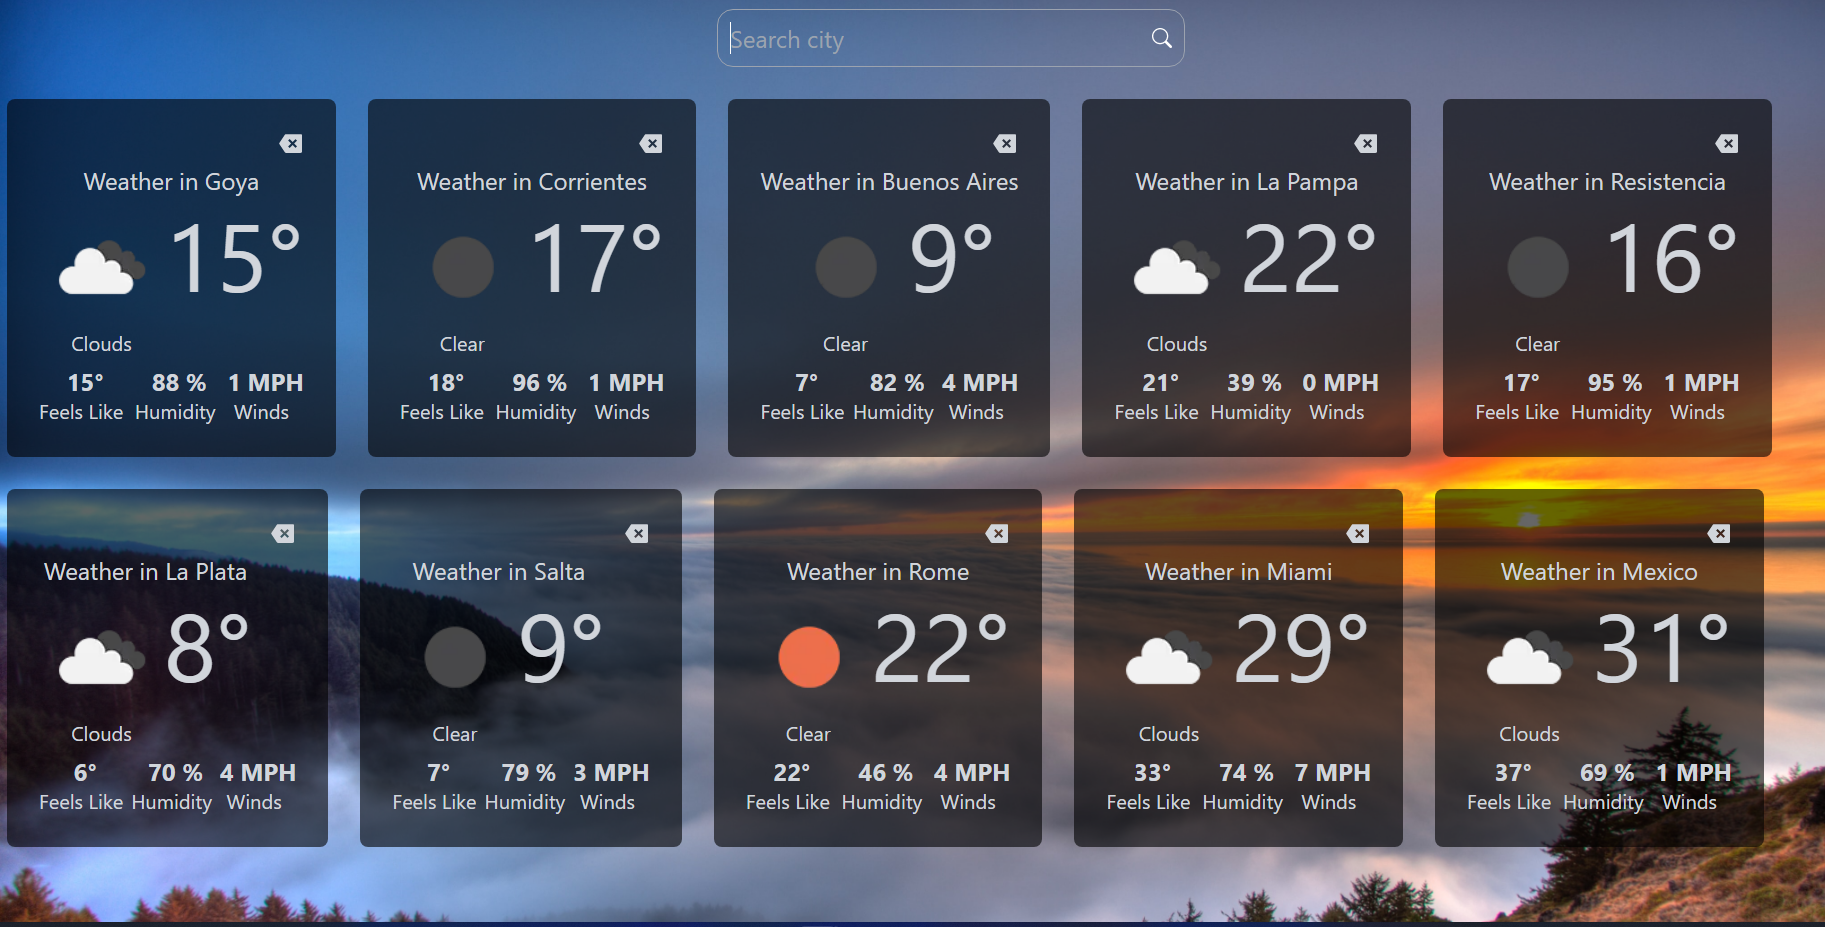 Search city
Weather in Goya
15°
Clouds
15° 88 % 1 MPH
Feels Like Humidity Winds
Weather in Corrientes
17°
Clear
18° 96 % 1 MPH
Feels Like Humidity Winds
Weather in Buenos Aires
9°
Clear
7° 82 % 4 MPH
Feels Like Humidity Winds
Weather in La Pampa
22°
Clouds
21° 39 % 0 MPH
Feels Like Humidity Winds
Weather in Resistencia
16°
Clear
17° 95 % 1 MPH
Feels Like Humidity Winds
Weather in La Plata
8°
Clouds
6° 70 % 4 MPH
Feels Like Humidity Winds
Weather in Salta
9°
Clear
7° 79 % 3 MPH
Feels Like Humidity Winds
Weather in Rome
22°
Clear
22° 46 % 4 MPH
Feels Like Humidity Winds
Weather in Miami
29°
Clouds
33° 74 % 7 MPH
Feels Like Humidity Winds
Weather in Mexico
31°
Clouds
37° 69 % 1 MPH
Feels Like Humidity Winds